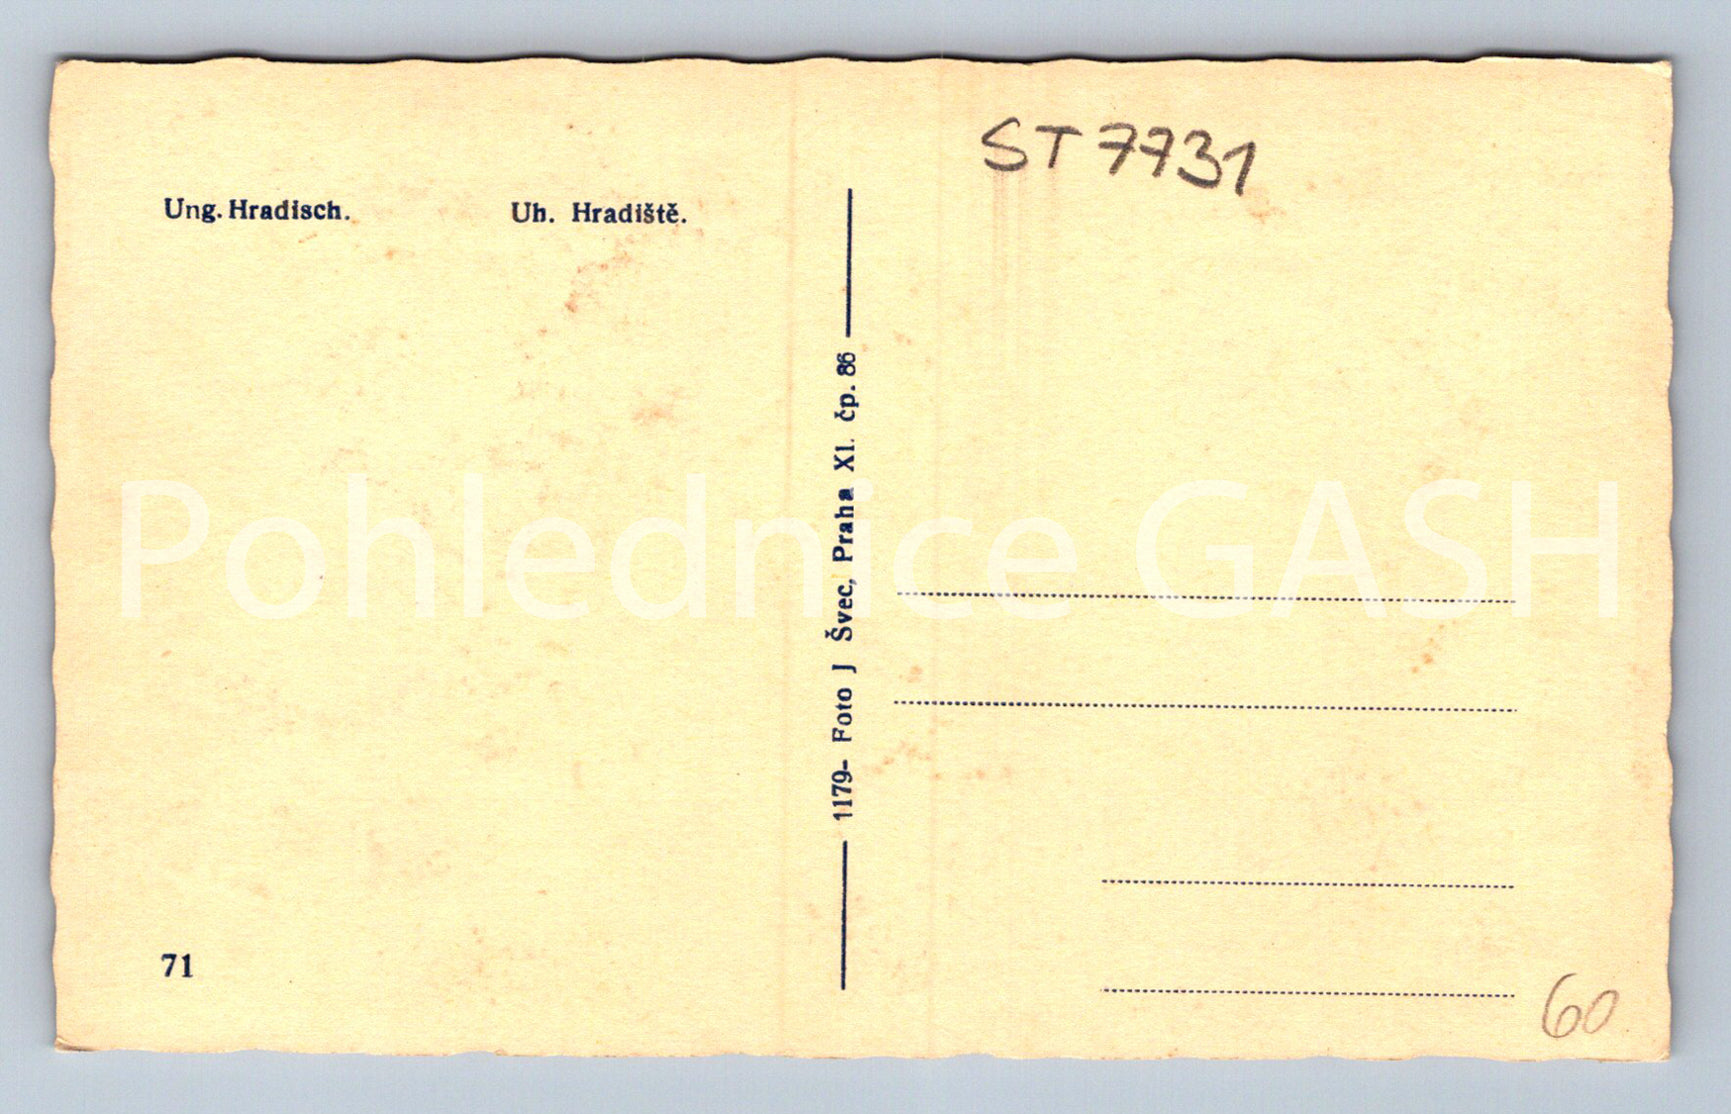 ST 7731
Ung. Hradisch. Uh. Hradiště.
1179- Foto J Švec, Praha XI. čp. 86
Pohlednice GASH
71
60